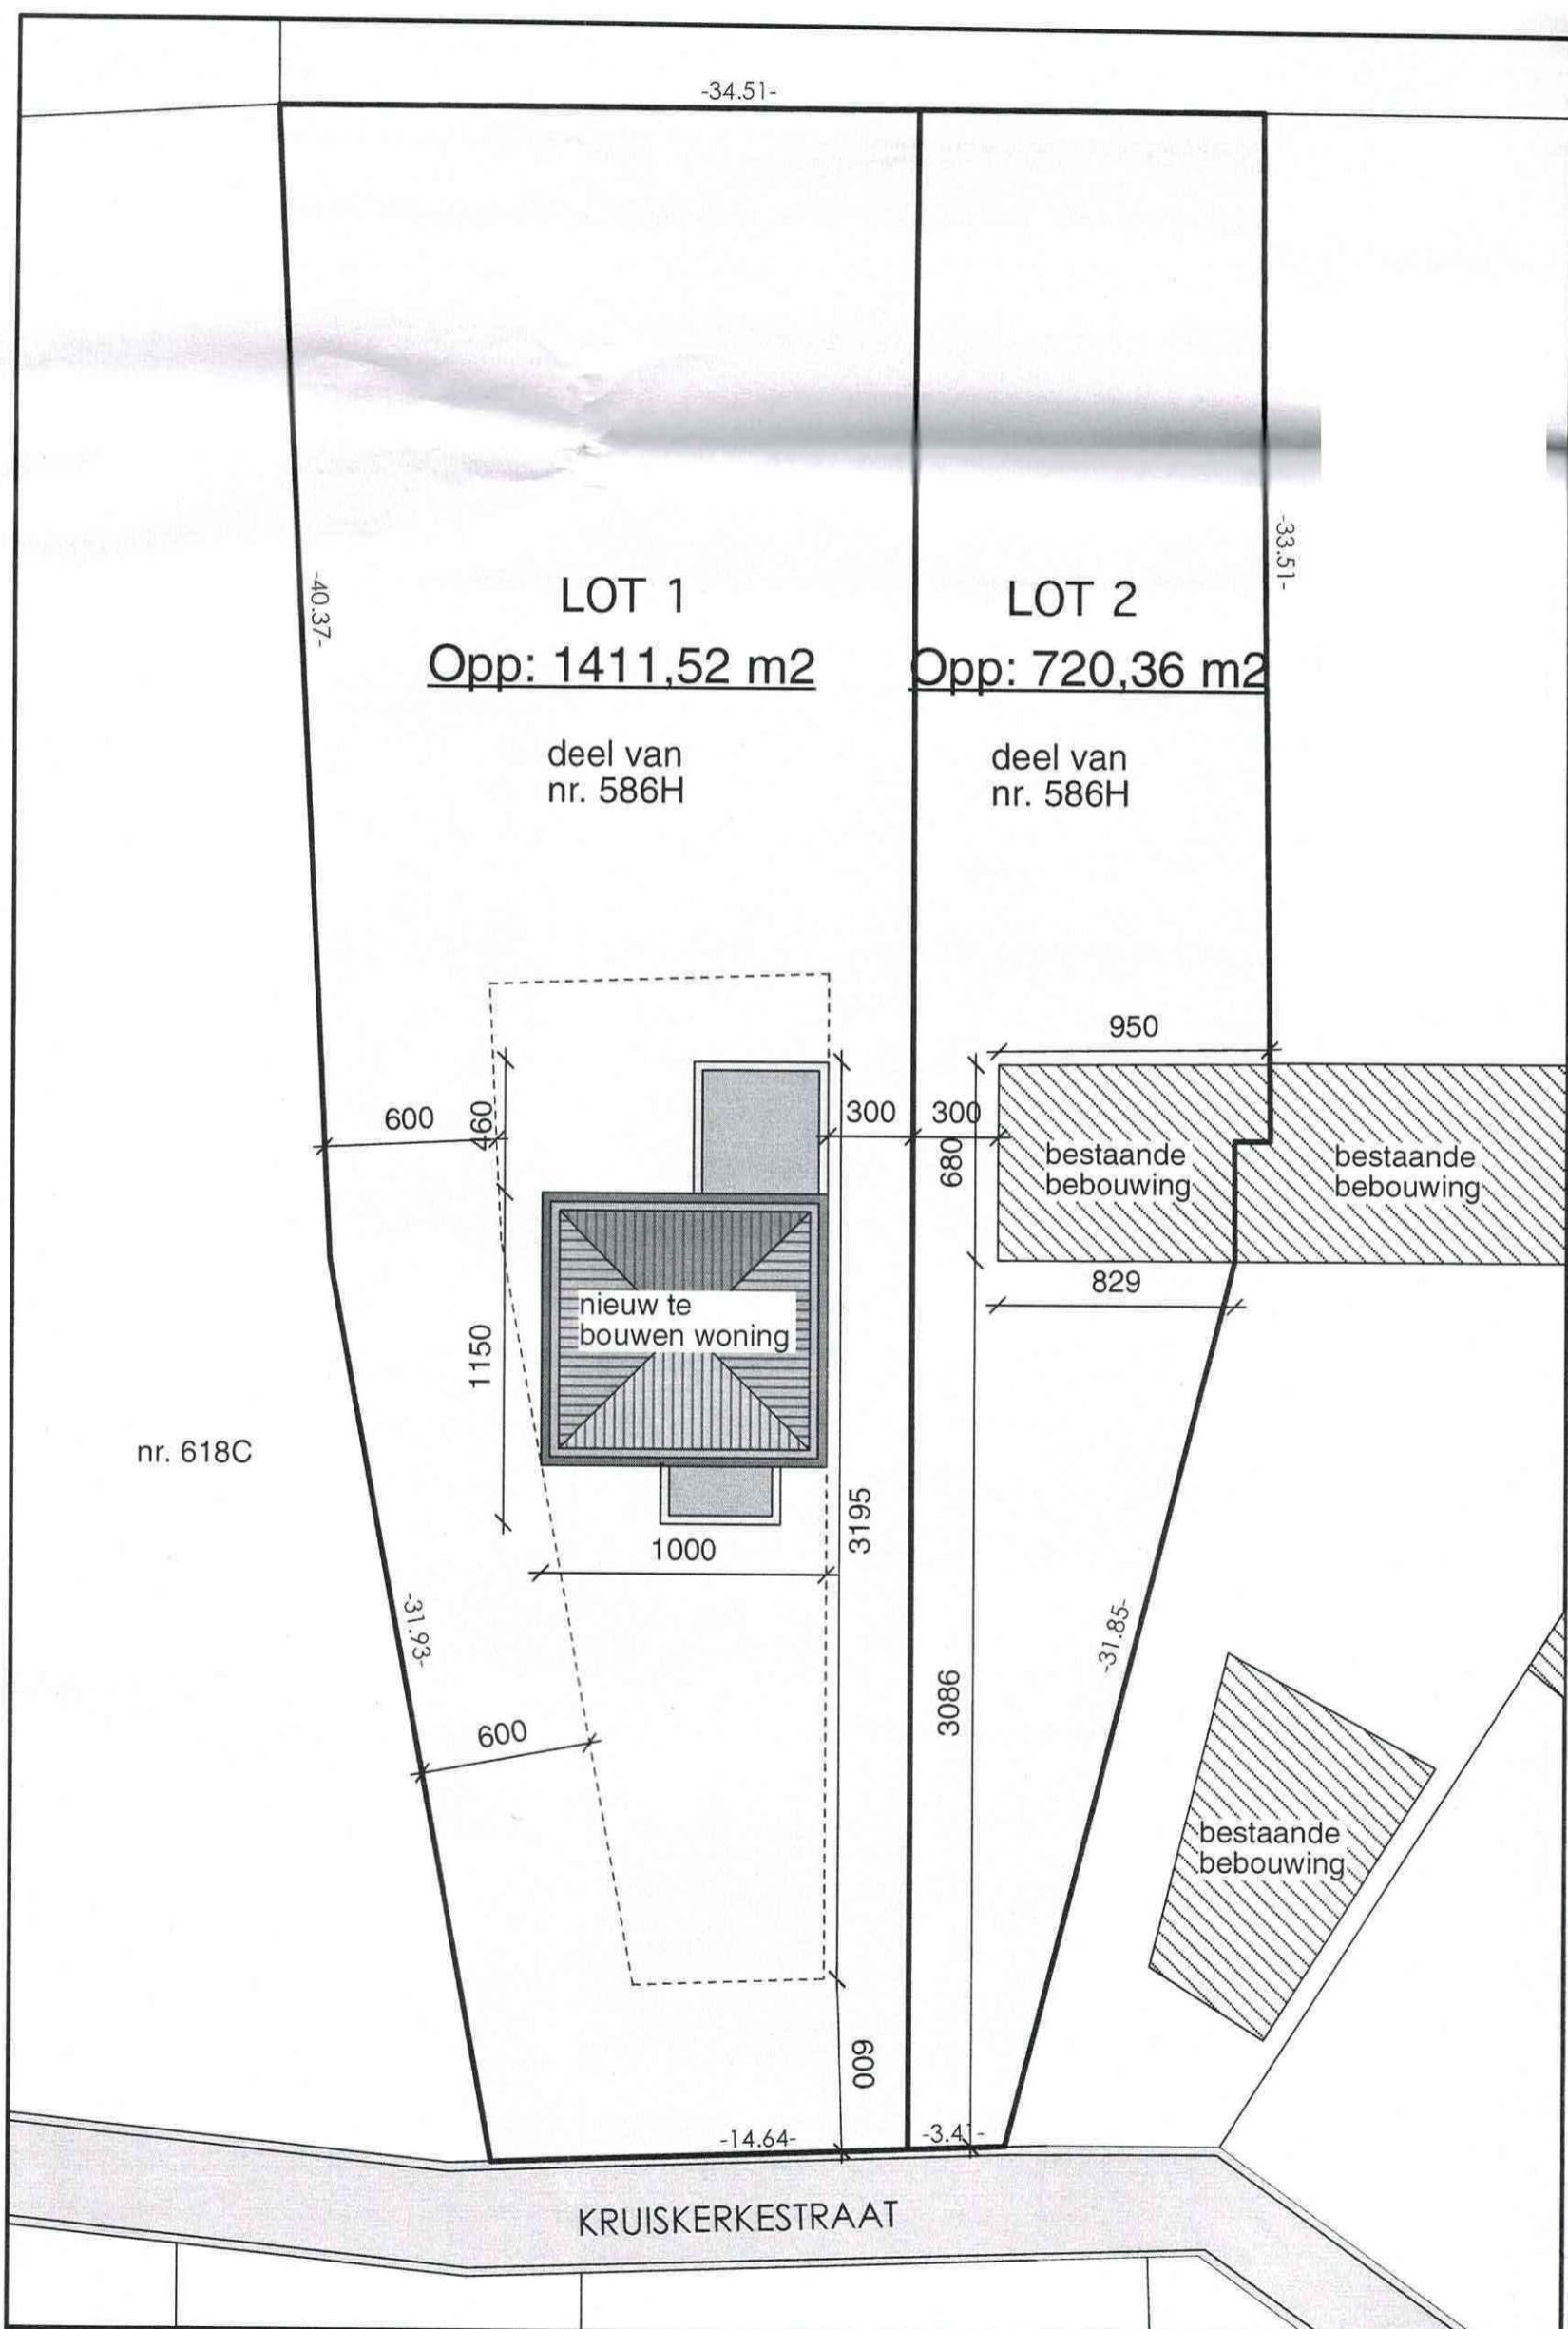 -34.51-
-33.51-
-40.37-
LOT 1
LOT 2
Opp: 1411,52 m2
Opp: 720,36 m2
deel van
nr. 586H
deel van
nr. 586H
950
600
460
300
300
680
bestaande
bebouwing
bestaande
bebouwing
829
nieuw te
bouwen woning
1150
nr. 618C
1000
3195
-31.93-
-31.85-
3086
600
bestaande
bebouwing
600
-14.64-
KRUISKERKESTRAAT